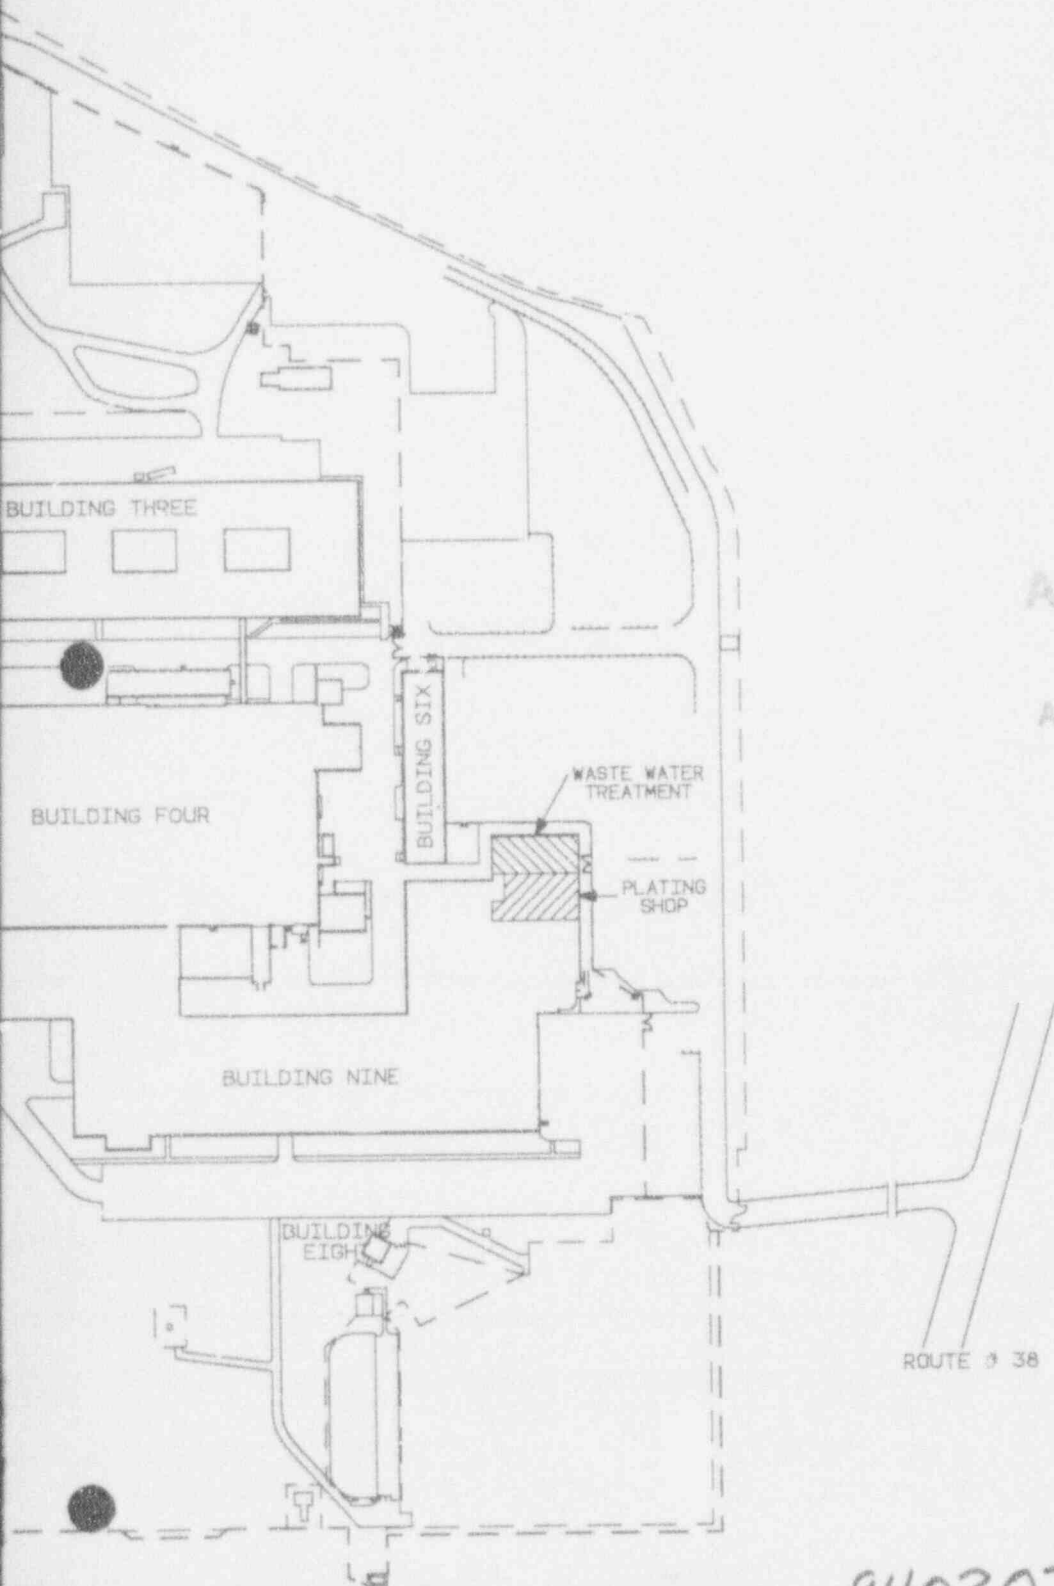 BUILDING THREE
BUILDING SIX
WASTE WATER
TREATMENT
BUILDING FOUR
PLATING
SHOP
BUILDING NINE
BUILDING
EIGHT
ROUTE # 38